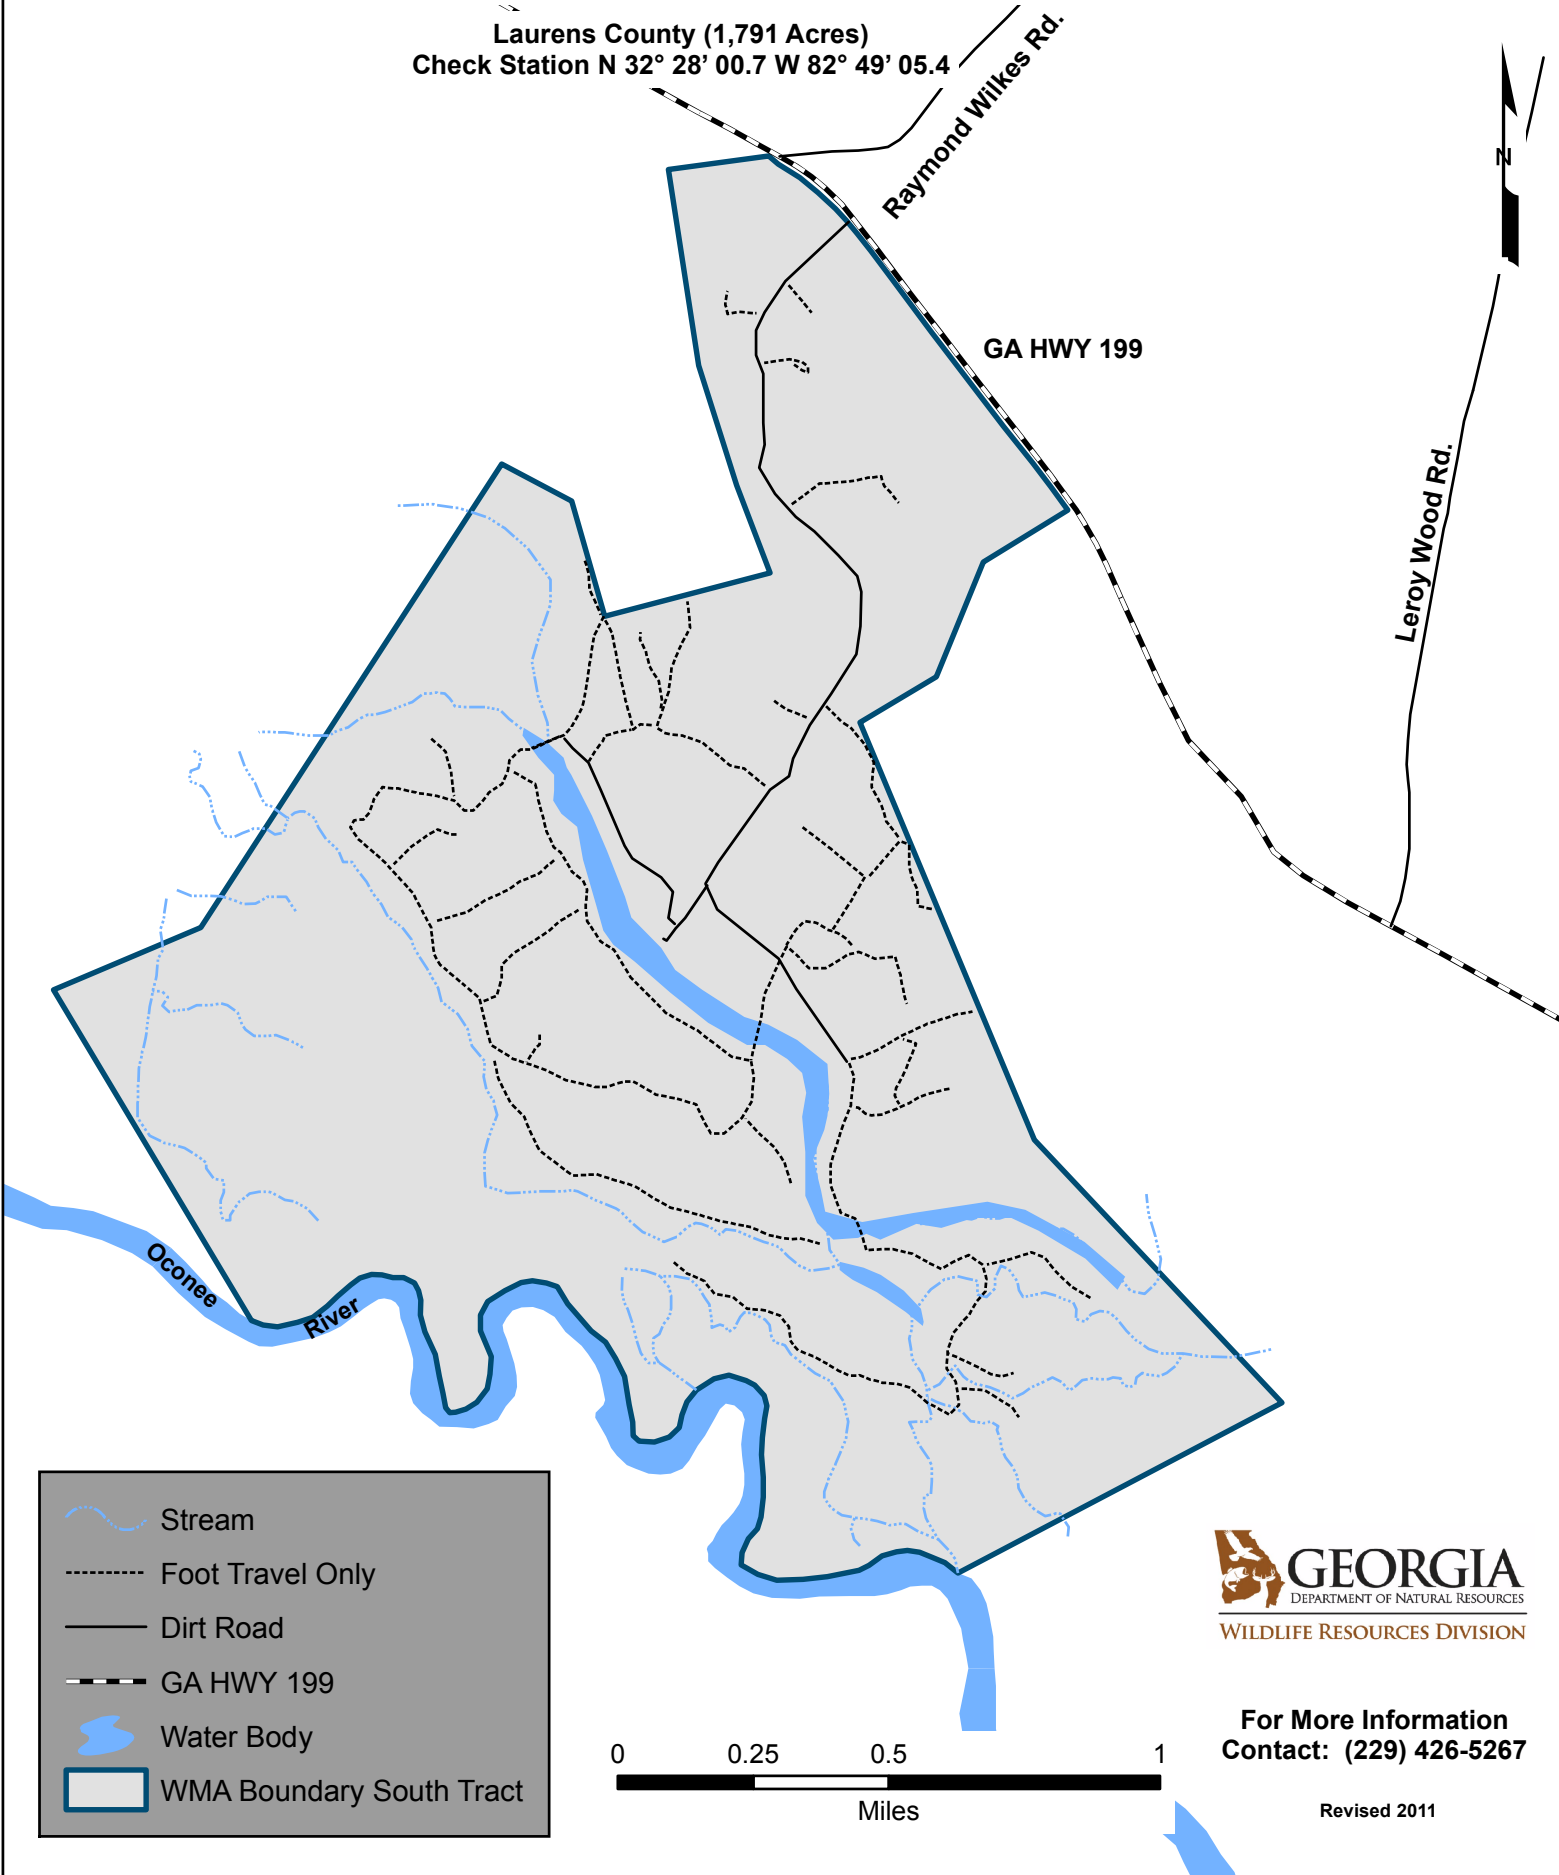 Laurens County (1,791 Acres)
Check Station N 32° 28’ 00.7 W 82° 49’ 05.4
Raymond Wilkes Rd.
N
GA HWY 199
Leroy Wood Rd.
Oconee
River
Stream
Foot Travel Only
Dirt Road
GA HWY 199
Water Body
WMA Boundary South Tract
0 0.25 0.5 1
Miles
GEORGIA
DEPARTMENT OF NATURAL RESOURCES
WILDLIFE RESOURCES DIVISION
For More Information
Contact: (229) 426-5267
Revised 2011